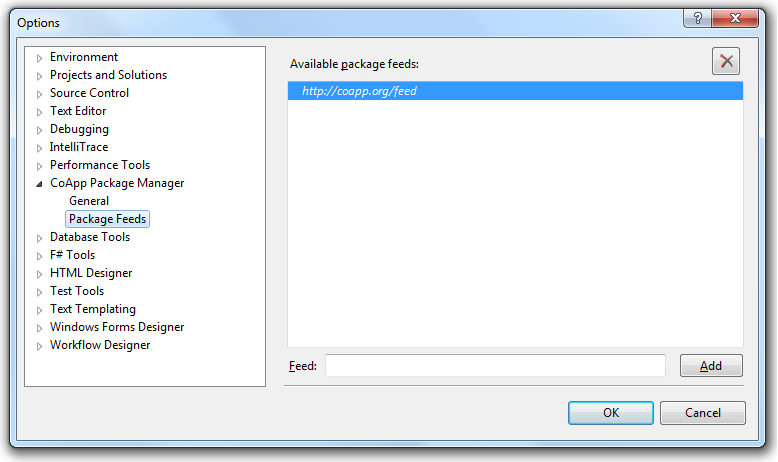 Options
?
Environment
Projects and Solutions
Source Control
Text Editor
Debugging
IntelliTrace
Performance Tools
CoApp Package Manager
General
Package Feeds
Database Tools
F# Tools
HTML Designer
Test Tools
Text Templating
Windows Forms Designer
Workflow Designer
Available package feeds:
http://coapp.org/feed
Feed:
Add
OK
Cancel